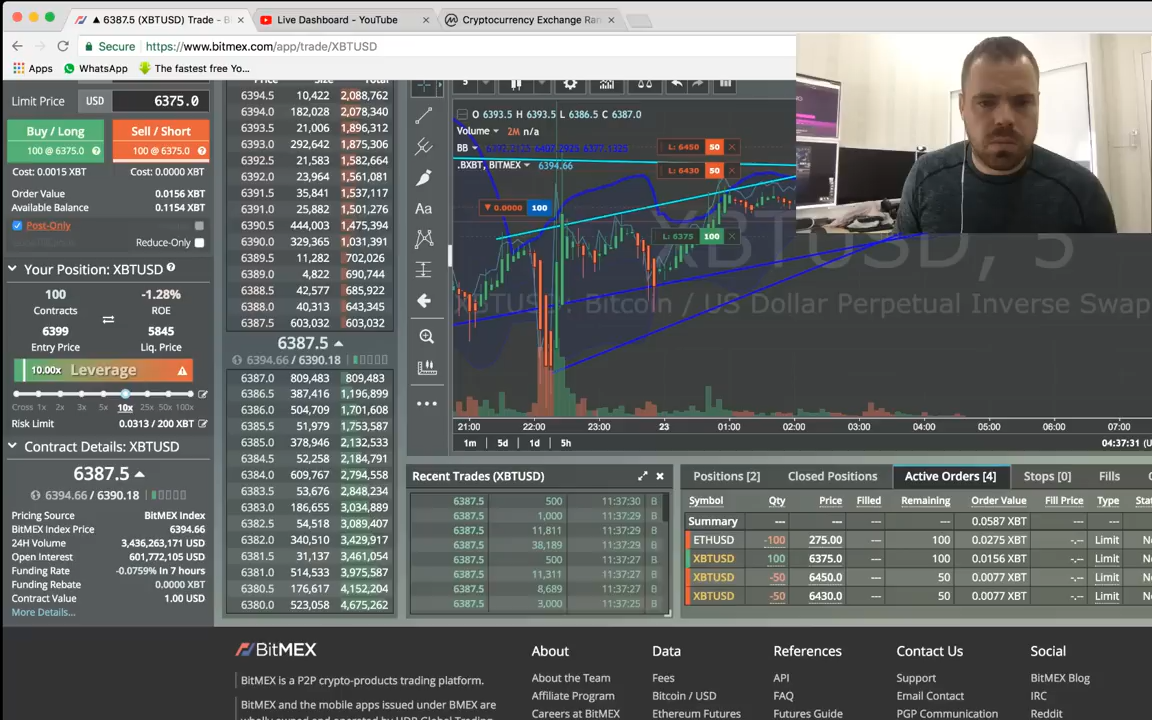 ▲ 6387.5 (XBTUSD) Trade - B
Live Dashboard - YouTube
Cryptocurrency Exchange Ran
Secure
https://www.bitmex.com/app/trade/XBTUSD
Apps
WhatsApp
The fastest free Yo...
Limit Price USD 6375.0
Buy / Long
100 @ 6375.0
Sell / Short
100 @ 6375.0
Cost: 0.0015 XBT
Cost: 0.0000 XBT
Order Value 0.0156 XBT
Available Balance 0.1154 XBT
Post-Only
Reduce-Only
Your Position: XBTUSD
100 -1.28%
Contracts ROE
6399 5845
Entry Price Liq. Price
10.00x Leverage
Cross 1x 2x 3x 5x 10x 25x 50x 100x
Risk Limit 0.0313 / 200 XBT
Contract Details: XBTUSD
6387.5
6394.66 / 6390.18
Pricing Source BitMEX Index
BitMEX Index Price 6394.66
24H Volume 3,436,263,171 USD
Open Interest 601,772,105 USD
Funding Rate -0.0759% In 7 hours
Funding Rebate 0.0000 XBT
Contract Value 1.00 USD
More Details...
Price Size Total
6394.5 10,422 2,088,762
6394.0 182,028 2,078,340
6393.5 21,006 1,896,312
6393.0 292,642 1,875,306
6392.5 21,583 1,582,664
6392.0 23,964 1,561,081
6391.5 35,841 1,537,117
6391.0 25,882 1,501,276
6390.5 444,003 1,475,394
6390.0 329,365 1,031,391
6389.0 11,282 702,026
6388.5 4,822 690,744
6388.0 42,577 685,922
6388.0 40,313 643,345
6387.5 603,032 603,032
6387.5
6394.66 / 6390.18
6387.0 809,483 809,483
6386.5 387,416 1,196,899
6386.0 504,709 1,701,608
6385.5 51,979 1,753,587
6385.0 378,946 2,132,533
6384.5 52,258 2,184,791
6384.0 609,767 2,794,558
6383.5 53,676 2,848,234
6383.0 186,655 3,034,889
6382.5 54,518 3,089,407
6382.0 340,510 3,429,917
6381.5 31,137 3,461,054
6381.0 514,533 3,975,587
6380.5 176,617 4,152,204
6380.0 523,058 4,675,262
5
O 6393.5 H 6393.5 L 6386.5 C 6387.0
Volume 2M n/a
BB 6392.2125 6407.2925 6377.1325
.BXBT, BITMEX 6394.66
L: 6450 50
L: 6430 50
0.0000 100
L: 6375 100
XBTUSD, 5
XBTUSD: Bitcoin / US Dollar Perpetual Inverse Swap
Aa
21:00 22:00 23:00 23 01:00 02:00 03:00 04:00 05:00 06:00 07:00
1m 5d 1d 5h
04:37:31 (U
Recent Trades (XBTUSD)
6387.5 500 11:37:30 B
6387.5 1,000 11:37:29 B
6387.5 11,811 11:37:29 B
6387.5 38,189 11:37:29 B
6387.5 500 11:37:27 B
6387.5 11,311 11:37:27 B
6387.5 8,689 11:37:27 B
6387.5 3,000 11:37:25 B
Positions [2] Closed Positions Active Orders [4] Stops [0] Fills
Symbol Qty Price Filled Remaining Order Value Fill Price Type Stat
Summary --- --- --- --- 0.0587 XBT --- ---
ETHUSD -100 275.00 --- 100 0.0275 XBT -.-- Limit Ne
XBTUSD 100 6375.0 --- 100 0.0156 XBT -.-- Limit Ne
XBTUSD -50 6450.0 --- 50 0.0077 XBT -.-- Limit Ne
XBTUSD -50 6430.0 --- 50 0.0077 XBT -.-- Limit Ne
BitMEX
BitMEX is a P2P crypto-products trading platform.
BitMEX and the mobile apps issued under BMEX are
About
About the Team
Affiliate Program
Careers at BitMEX
Data
Fees
Bitcoin / USD
Ethereum Futures
References
API
FAQ
Futures Guide
Contact Us
Support
Email Contact
PGP Communication
Social
BitMEX Blog
IRC
Reddit